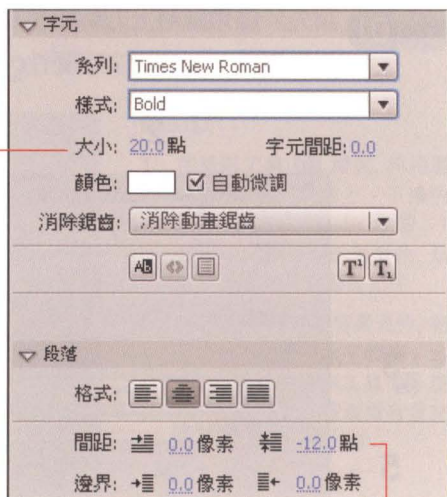 字元
系列: Times New Roman
樣式: Bold
大小: 20.0 點 字元間距: 0.0
顏色: 自動微調
消除鋸齒: 消除動畫鋸齒
AB T¹ T₁
段落
格式:
間距: 0.0 像素 -12.0 點
邊界: 0.0 像素 0.0 像素